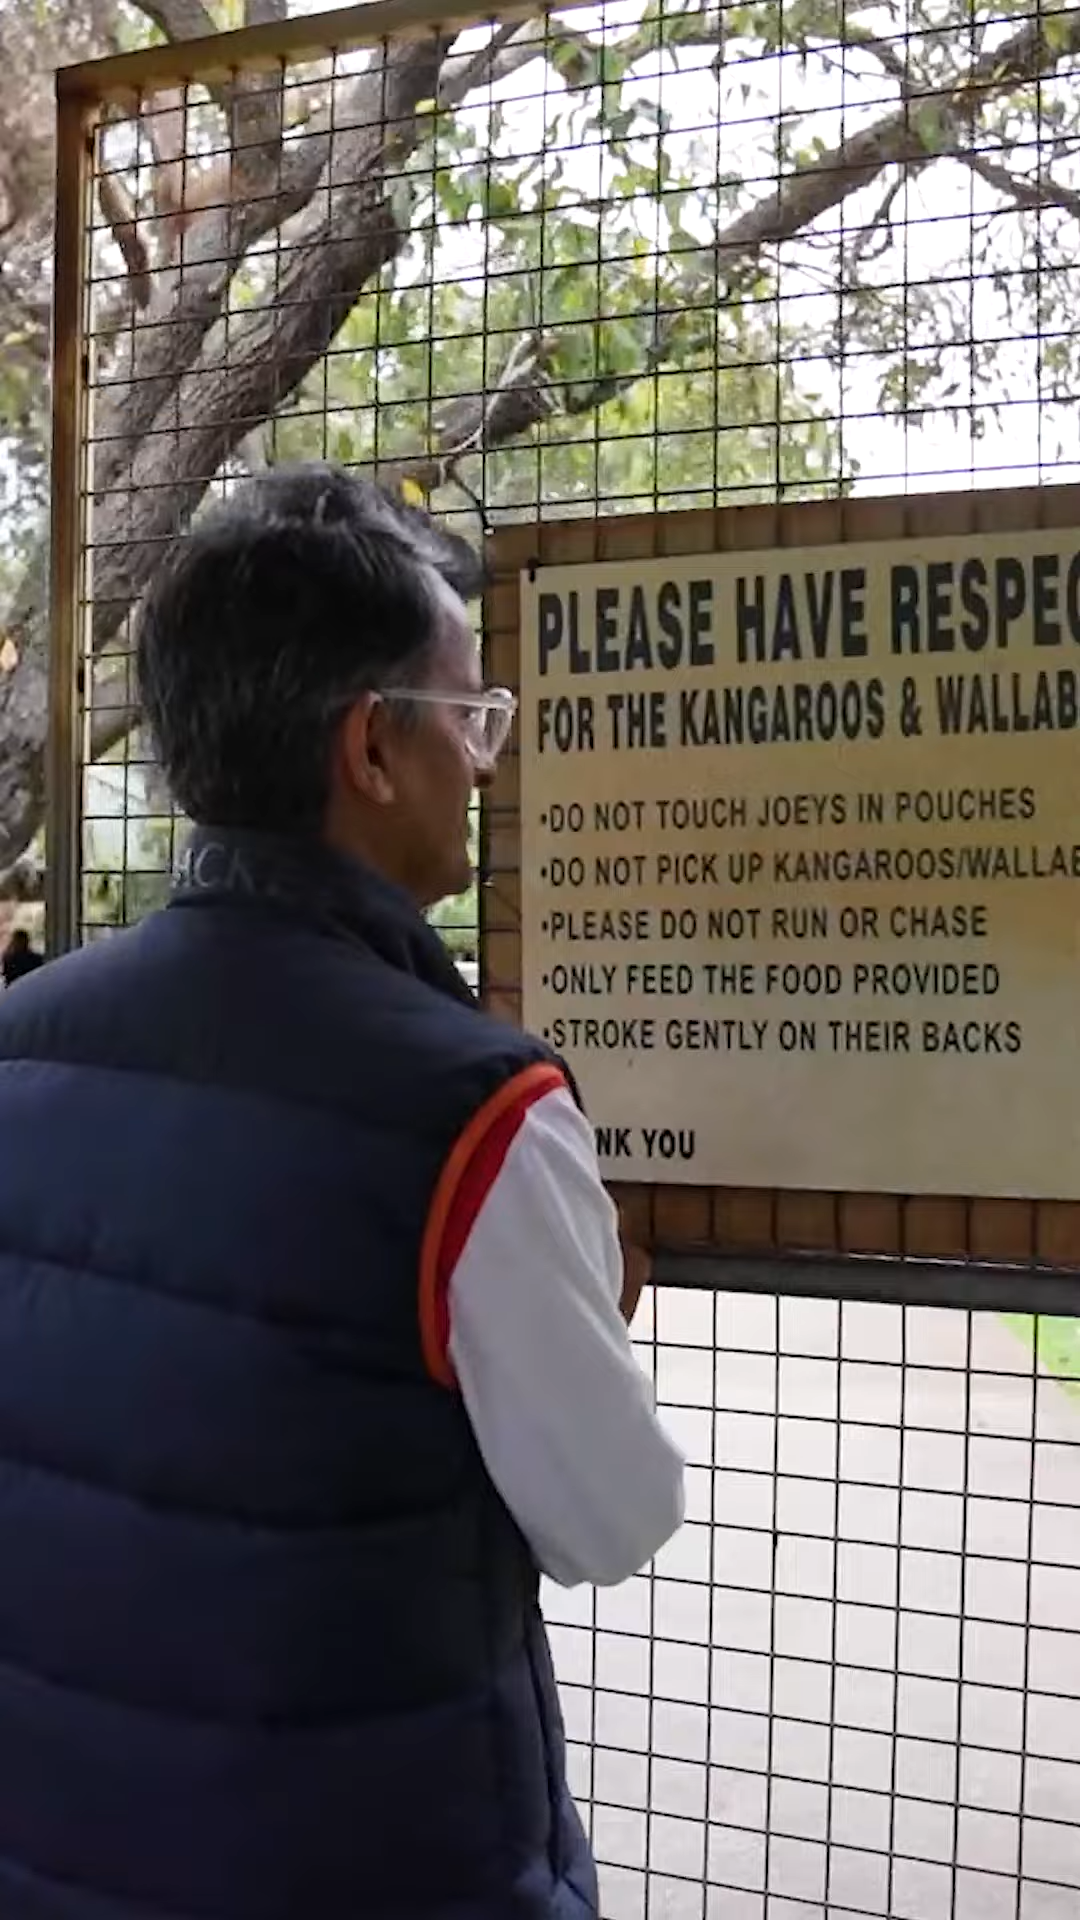 PLEASE HAVE RESPEC
FOR THE KANGAROOS & WALLAB
•DO NOT TOUCH JOEYS IN POUCHES
•DO NOT PICK UP KANGAROOS/WALLAB
•PLEASE DO NOT RUN OR CHASE
•ONLY FEED THE FOOD PROVIDED
•STROKE GENTLY ON THEIR BACKS
NK YOU